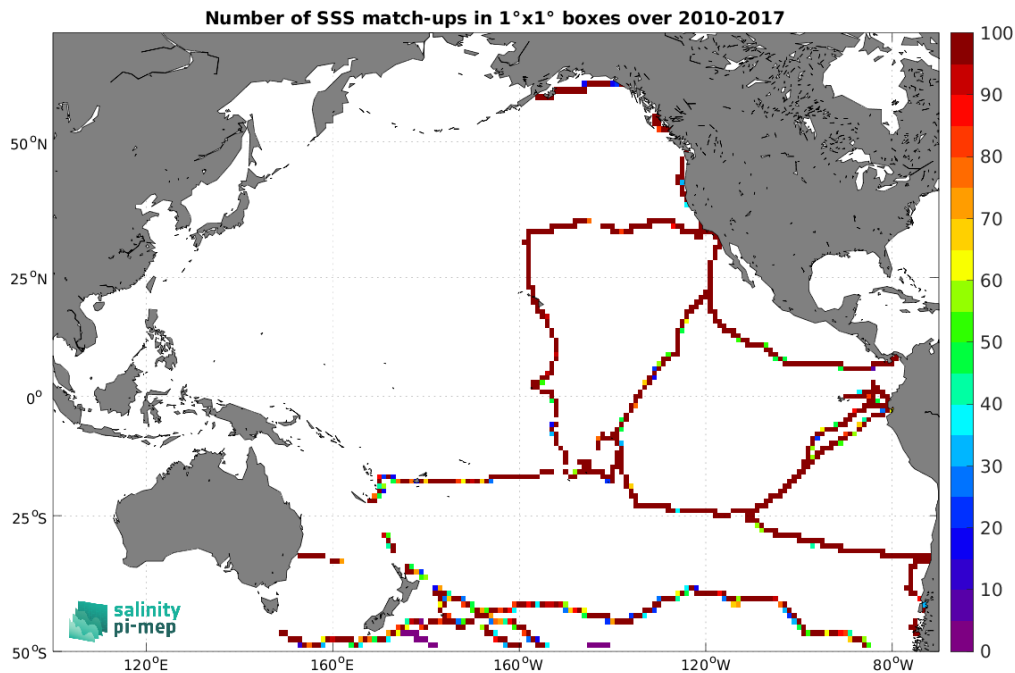 Number of SSS match-ups in 1°x1° boxes over 2010-2017
50°N
25°N
0°
25°S
50°S
120°E
160°E
160°W
120°W
80°W
100
90
80
70
60
50
40
30
20
10
0
salinity
pi-mep